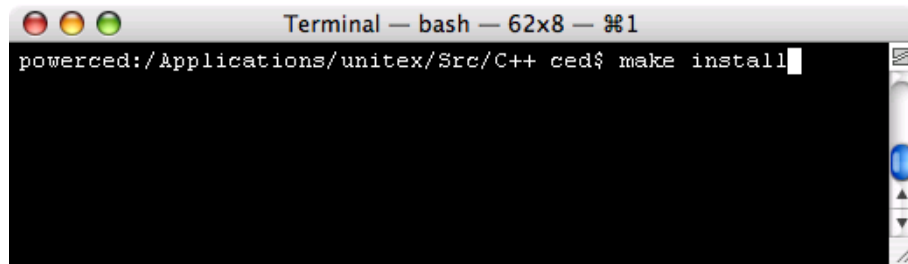 Terminal — bash — 62x8 — ⌘1
powerced:/Applications/unitex/Src/C++ ced$ make install